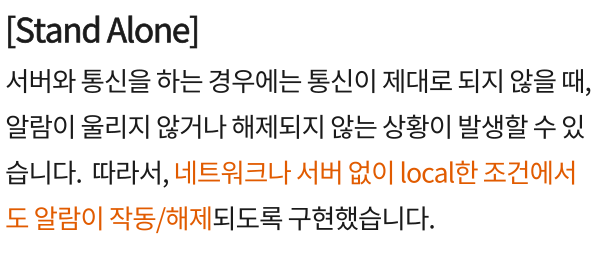 [Stand Alone]
서버와 통신을 하는 경우에는 통신이 제대로 되지 않을 때,
알람이 울리지 않거나 해제되지 않는 상황이 발생할 수 있
습니다. 따라서, 네트워크나 서버 없이 local한 조건에서
도 알람이 작동/해제되도록 구현했습니다.